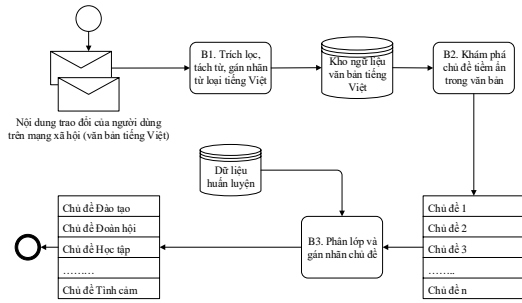 B1. Trích lọc,
tách từ, gán nhãn
từ loại tiếng Việt
Kho ngữ liệu
văn bản tiếng
Việt
B2. Khám phá
chủ đề tiềm ẩn
trong văn bản
Nội dung trao đổi của người dùng
trên mạng xã hội (văn bản tiếng Việt)
Dữ liệu
huấn luyện
Chủ đề Đào tạo
Chủ đề Đoàn hội
Chủ đề Học tập
………
Chủ đề Tình cảm
B3. Phân lớp và
gán nhãn chủ đề
Chủ đề 1
Chủ đề 2
Chủ đề 3
……..
Chủ đề n